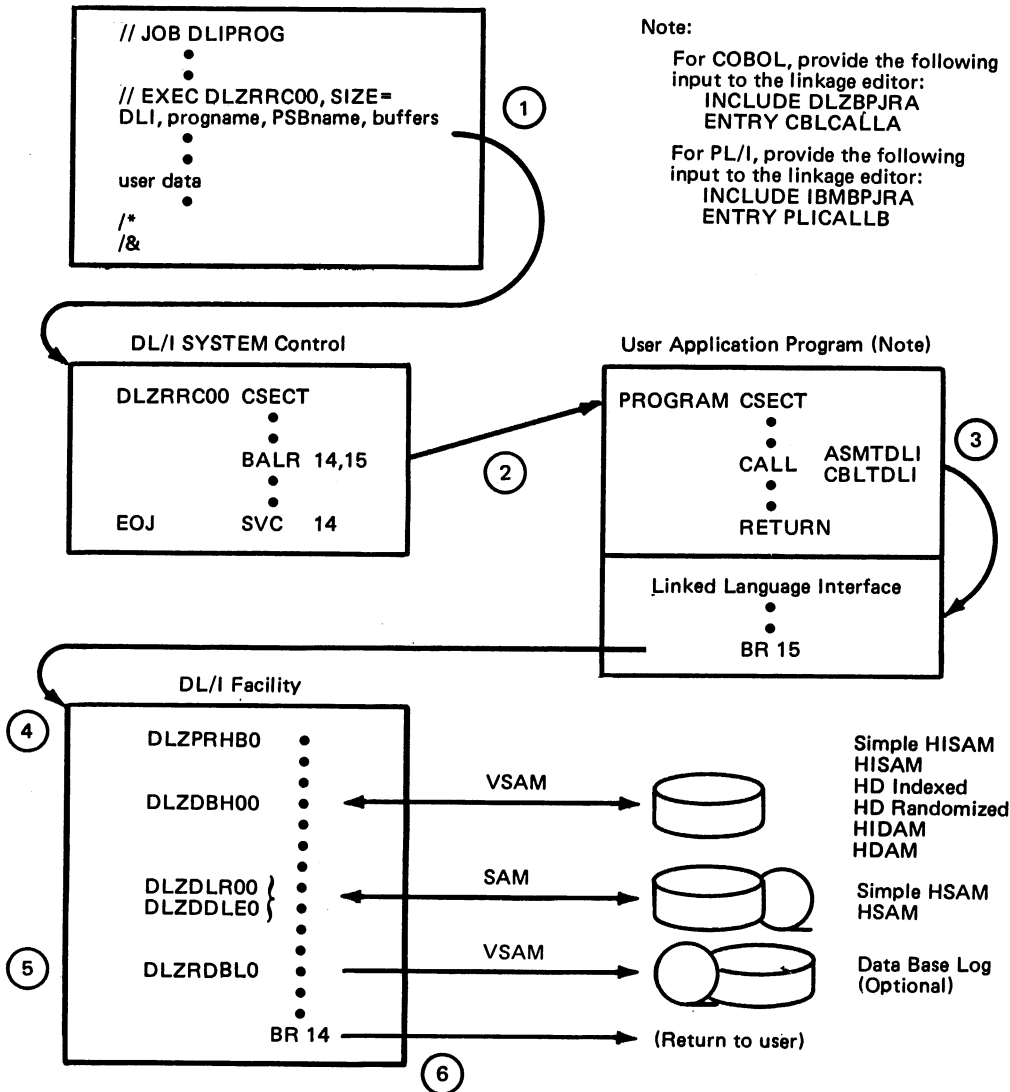 // JOB DLIPROG
// EXEC DLZRRC00, SIZE=
DLI, progname, PSBname, buffers
user data
/*
/&
1
Note:
For COBOL, provide the following
input to the linkage editor:
INCLUDE DLZBPJRA
ENTRY CBLCALLA
For PL/I, provide the following
input to the linkage editor:
INCLUDE IBMBPJRA
ENTRY PLICALLB
DL/I SYSTEM Control
DLZRRC00 CSECT
BALR 14,15
EOJ SVC 14
2
User Application Program (Note)
PROGRAM CSECT
CALL ASMTDLI
CBLTDLI
RETURN
3
Linked Language Interface
BR 15
DL/I Facility
4
DLZPRHB0
DLZDBH00
VSAM
Simple HISAM
HISAM
HD Indexed
HD Randomized
HIDAM
HDAM
DLZDLR00
DLZDDLE0
SAM
Simple HSAM
HSAM
5
DLZRDBL0
VSAM
Data Base Log
(Optional)
BR 14
(Return to user)
6